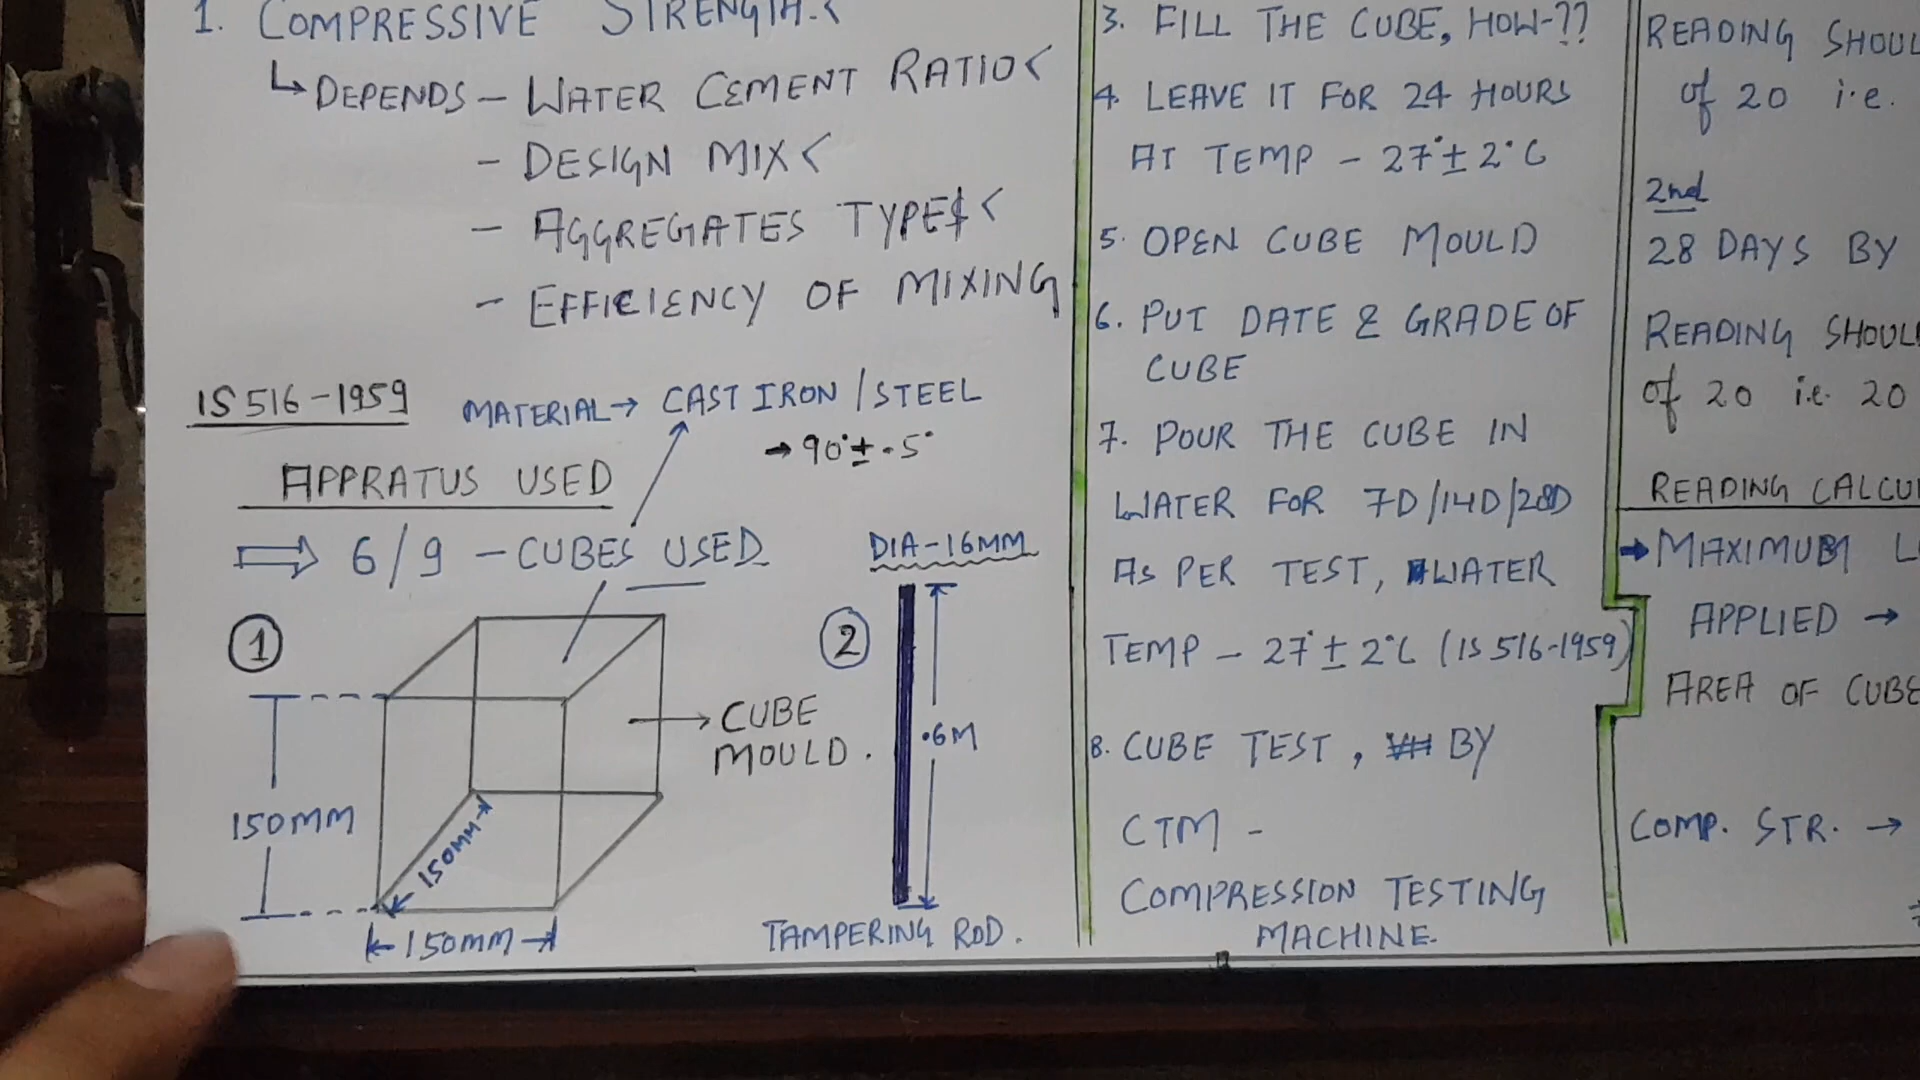 1. COMPRESSIVE STRENGTH.<
↳ DEPENDS - WATER CEMENT RATIO<
- DESIGN MIX<
- AGGREGATES TYPES<
- EFFICIENCY OF MIXING
IS 516-1959
MATERIAL→ CAST IRON / STEEL
→ 90°± .5°
APPRATUS USED
⇒ 6/9 - CUBES USED
1
150MM
150MM
150MM
CUBE
MOULD.
DIA-16MM
2
.6M
TAMPERING ROD.
3. FILL THE CUBE, HOW-??
4. LEAVE IT FOR 24 HOURS
AT TEMP - 27°± 2°C
5. OPEN CUBE MOULD
6. PUT DATE & GRADE OF
CUBE
7. POUR THE CUBE IN
WATER FOR 7D/14D/28D
AS PER TEST, WATER
TEMP - 27°± 2°C (IS 516-1959)
8. CUBE TEST, BY
CTM -
COMPRESSION TESTING
MACHINE.
READING SHOUL
of 20 i.e.
2nd
28 DAYS BY
READING SHOUL
of 20 i.e. 20
READING CALCU
→ MAXIMUM L
APPLIED →
AREA OF CUBE
COMP. STR. →